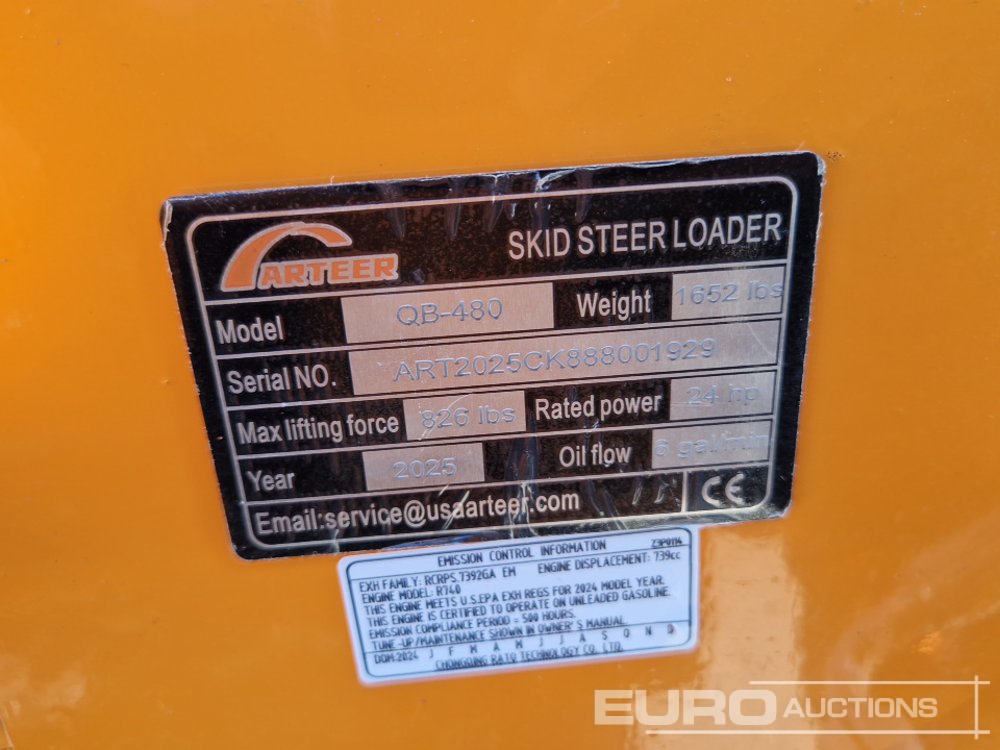 ARTEER
SKID STEER LOADER
Model QB-480 Weight 1652 lbs
Serial NO. ART2025CK888001929
Max lifting force 826 lbs Rated power 24 hp
Year 2025 Oil flow 6 gal/min
Email:service@usaarteer.com CE
EMISSION CONTROL INFORMATION Z3P0114
EXH FAMILY: RCRPS.7392GA EM ENGINE DISPLACEMENT: 739cc
ENGINE MODEL: R740
THIS ENGINE MEETS U.S.EPA EXH REGS FOR 2024 MODEL YEAR.
THIS ENGINE IS CERTIFIED TO OPERATE ON UNLEADED GASOLINE.
EMISSION COMPLIANCE PERIOD = 500 HOURS.
TUNE-UP/MAINTENANCE SHOWN IN OWNER'S MANUAL
DOM:2024 J F M A M J J A S O N D
CHONGQING RATO TECHNOLOGY CO. LTD.
EURO AUCTIONS